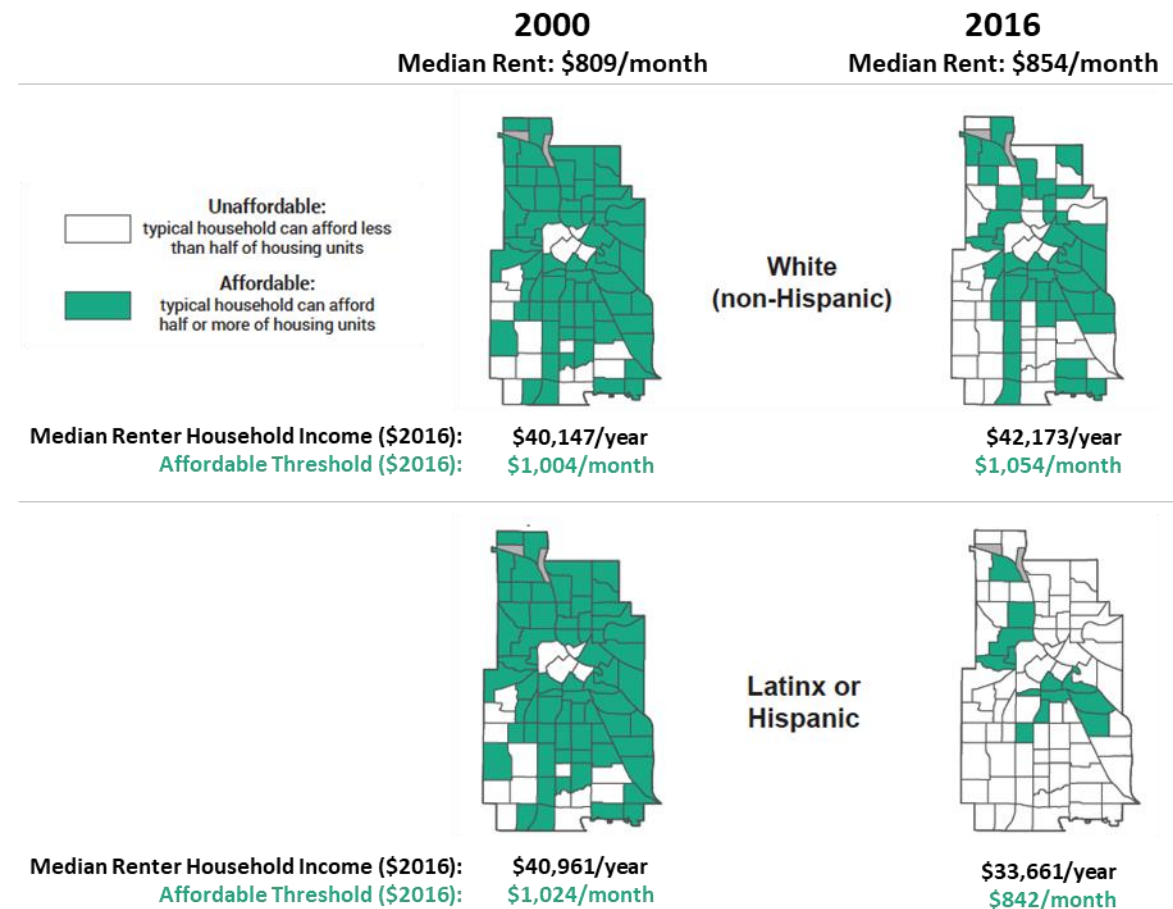 2000
Median Rent: $809/month
2016
Median Rent: $854/month
Unaffordable:
typical household can afford less
than half of housing units
Affordable:
typical household can afford
half or more of housing units
White
(non-Hispanic)
Median Renter Household Income ($2016):
$40,147/year
$42,173/year
Affordable Threshold ($2016):
$1,004/month
$1,054/month
Latinx or
Hispanic
Median Renter Household Income ($2016):
$40,961/year
$33,661/year
Affordable Threshold ($2016):
$1,024/month
$842/month